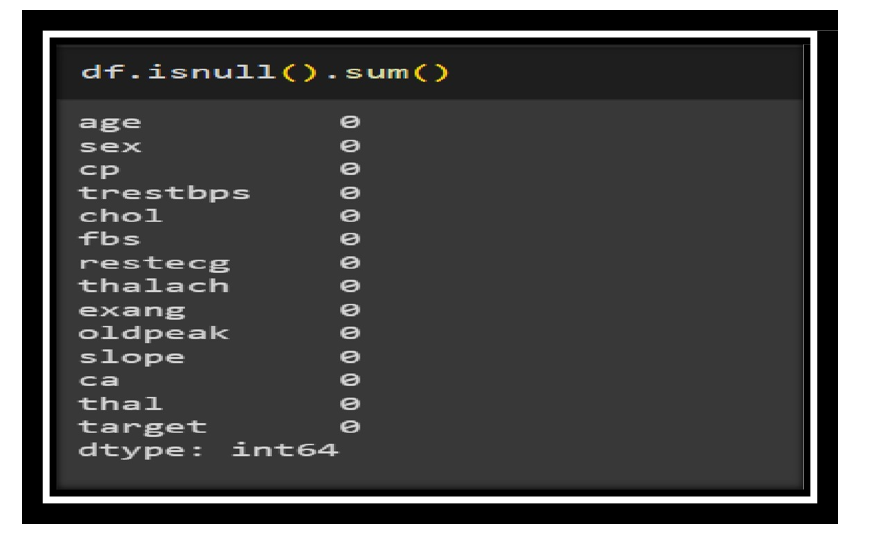 df.isnull().sum()
age 0
sex 0
cp 0
trestbps 0
chol 0
fbs 0
restecg 0
thalach 0
exang 0
oldpeak 0
slope 0
ca 0
thal 0
target 0
dtype: int64